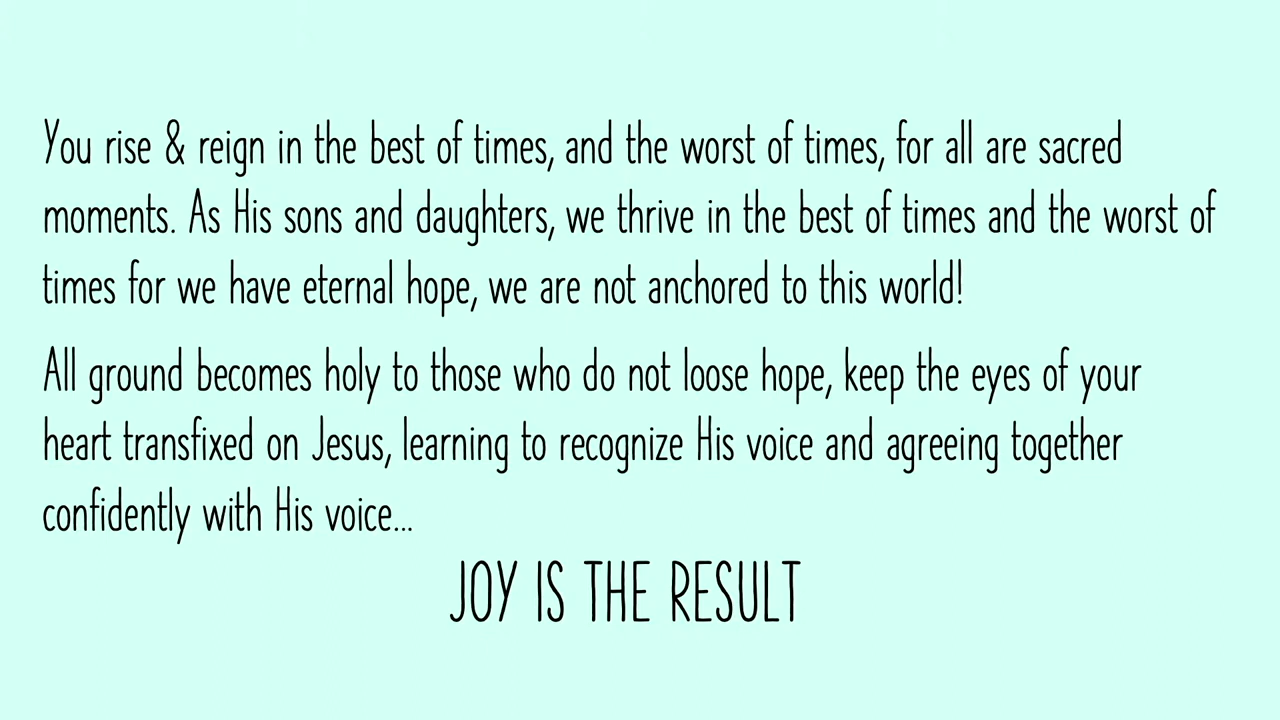 You rise & reign in the best of times, and the worst of times, for all are sacred
moments. As His sons and daughters, we thrive in the best of times and the worst of
times for we have eternal hope, we are not anchored to this world!
All ground becomes holy to those who do not loose hope, keep the eyes of your
heart transfixed on Jesus, learning to recognize His voice and agreeing together
confidently with His voice...
JOY IS THE RESULT